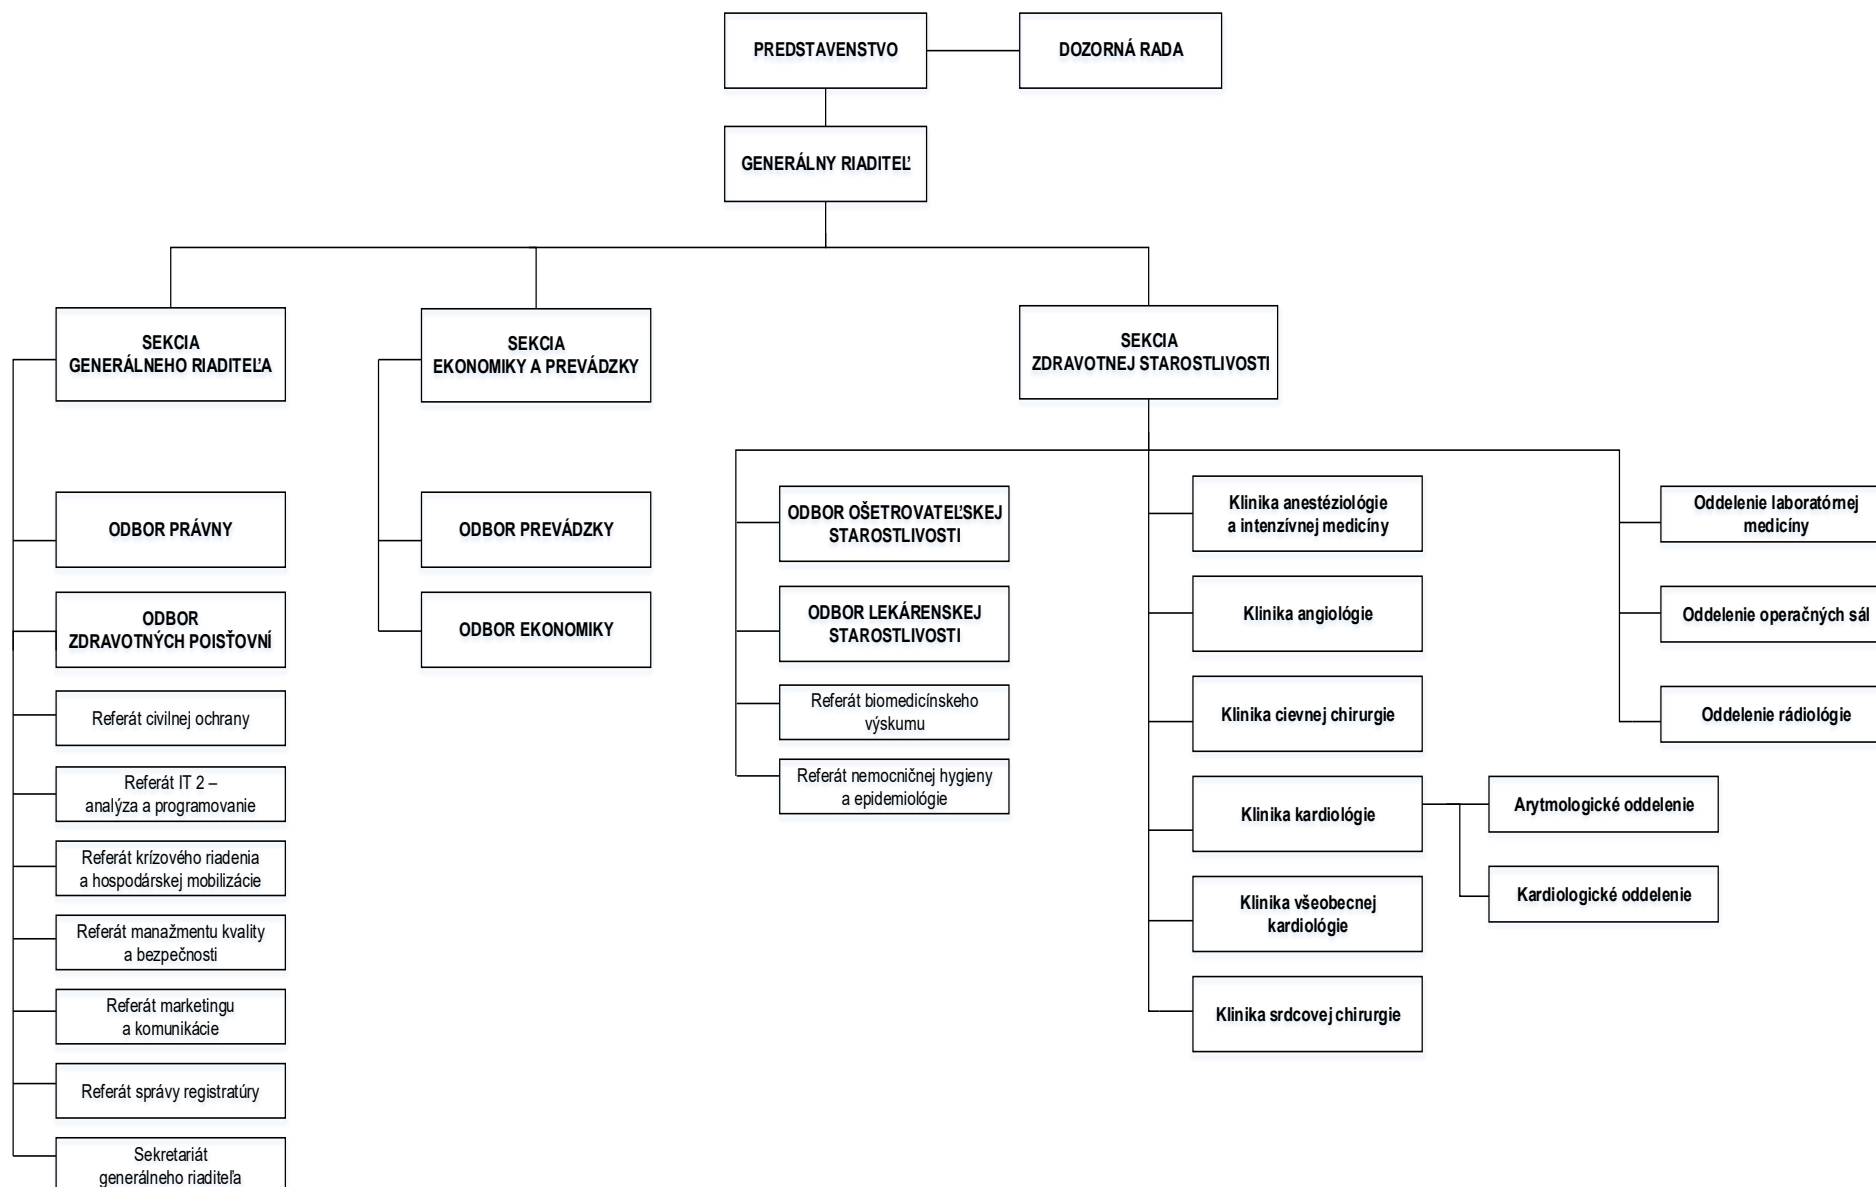 PREDSTAVENSTVO
DOZORNÁ RADA
GENERÁLNY RIADITEĽ
SEKCIA
GENERÁLNEHO RIADITEĽA
SEKCIA
EKONOMIKY A PREVÁDZKY
SEKCIA
ZDRAVOTNEJ STAROSTLIVOSTI
ODBOR PRÁVNY
ODBOR
ZDRAVOTNÝCH POISŤOVNÍ
Referát civilnej ochrany
Referát IT 2 –
analýza a programovanie
Referát krízového riadenia
a hospodárskej mobilizácie
Referát manažmentu kvality
a bezpečnosti
Referát marketingu
a komunikácie
Referát správy registratúry
Sekretariát
generálneho riaditeľa
ODBOR PREVÁDZKY
ODBOR EKONOMIKY
ODBOR OŠETROVATEĽSKEJ
STAROSTLIVOSTI
ODBOR LEKÁRENSKEJ
STAROSTLIVOSTI
Referát biomedicínskeho
výskumu
Referát nemocničnej hygieny
a epidemiológie
Klinika anestéziológie
a intenzívnej medicíny
Klinika angiológie
Klinika cievnej chirurgie
Klinika kardiológie
Klinika všeobecnej
kardiológie
Klinika srdcovej chirurgie
Arytmologické oddelenie
Kardiologické oddelenie
Oddelenie laboratórnej
medicíny
Oddelenie operačných sál
Oddelenie rádiológie